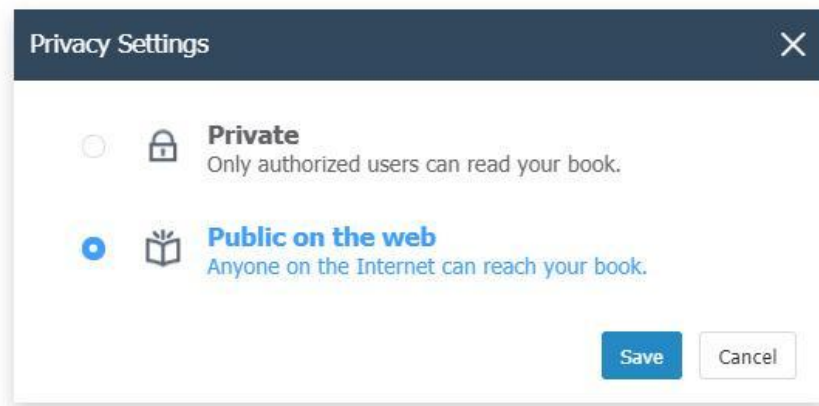 Privacy Settings
Private
Only authorized users can read your book.
Public on the web
Anyone on the Internet can reach your book.
Save Cancel